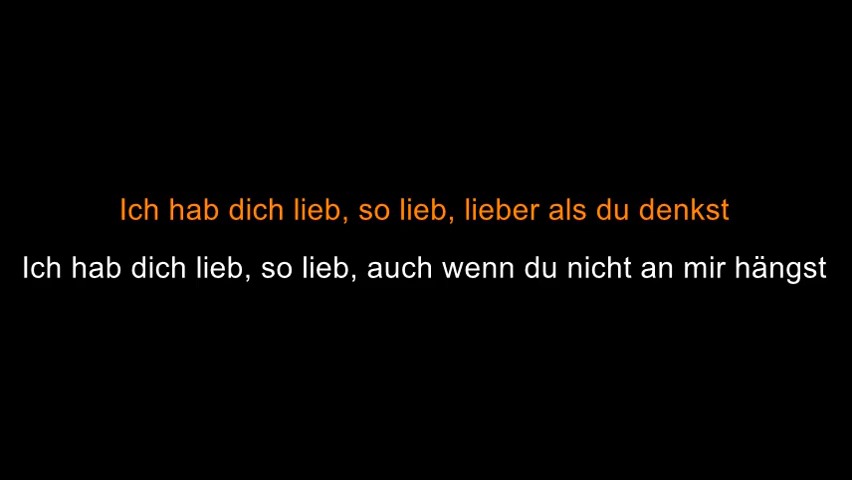 Ich hab dich lieb, so lieb, lieber als du denkst
Ich hab dich lieb, so lieb, auch wenn du nicht an mir hängst